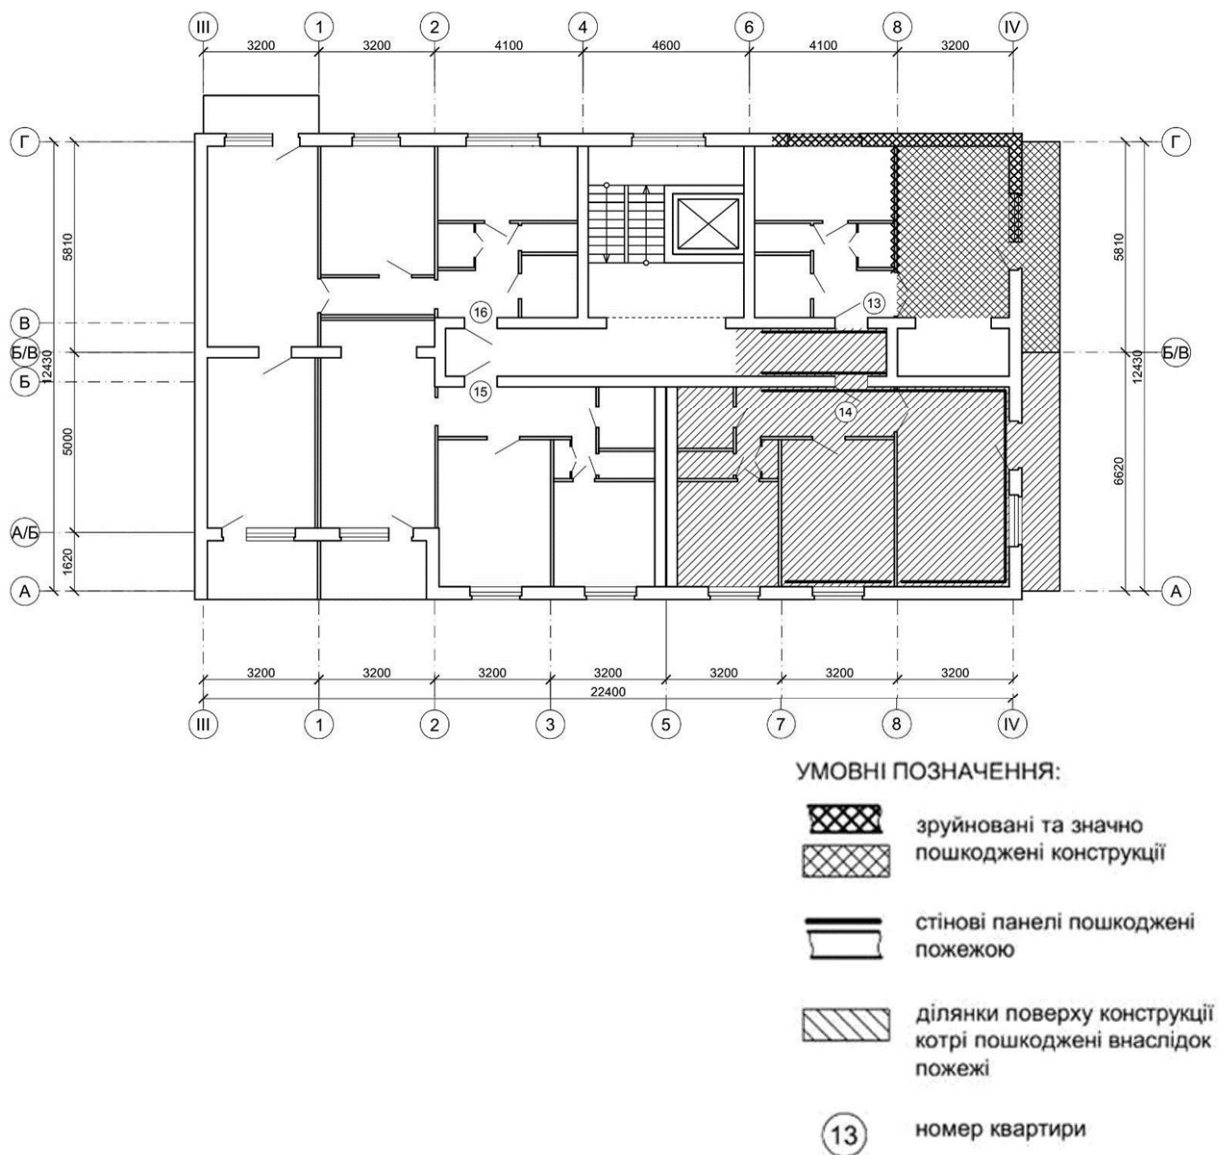 III 1 2 4 6 8 IV
3200 3200 4100 4600 4100 3200
Г Г
5810 5810 12430
16 13
В
Б/В Б/В
Б
12430 12430
15 14
5000 6620
А/Б
1620
А А
3200 3200 3200 3200 3200 3200 3200
22400
III 1 2 3 5 7 8 IV
УМОВНІ ПОЗНАЧЕННЯ:
зруйновані та значно
пошкоджені конструкції
стінові панелі пошкоджені
пожежою
ділянки поверху конструкції
котрі пошкоджені внаслідок
пожежі
13 номер квартири